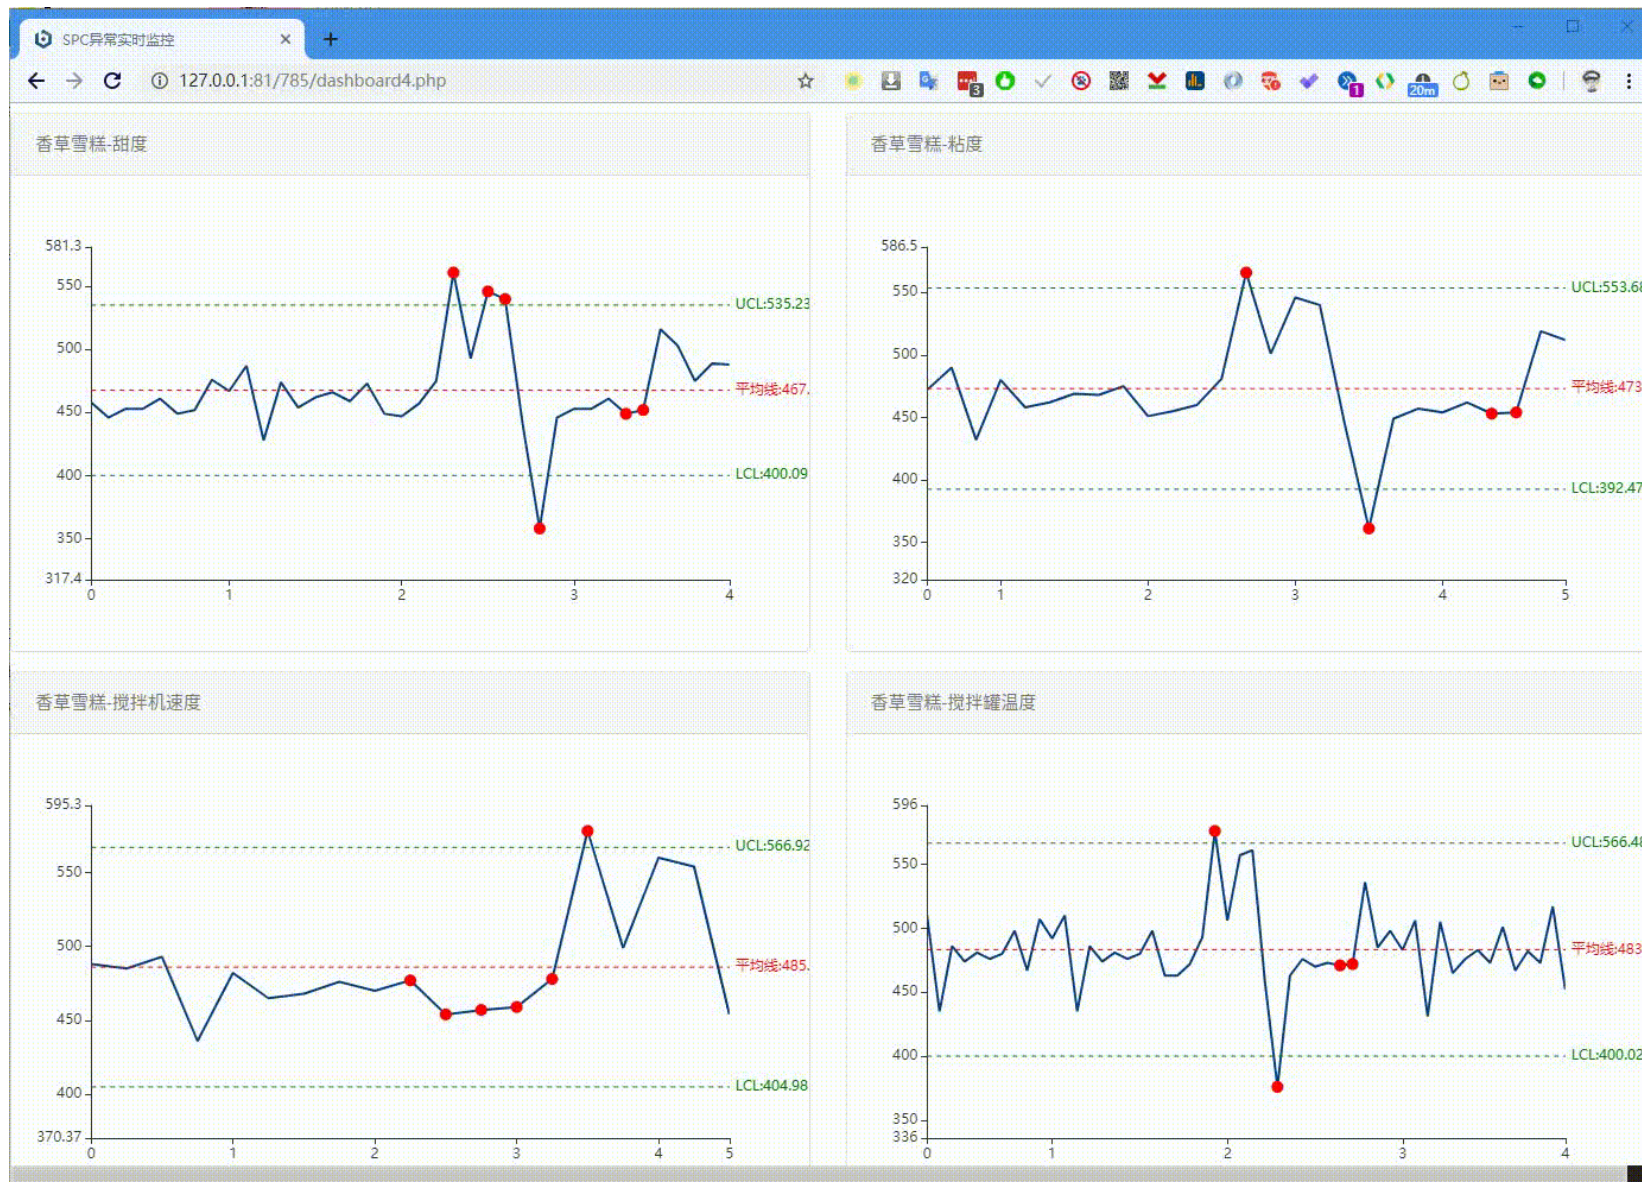 SPC异常实时监控
127.0.0.1:81/785/dashboard4.php
3
1
20m
香草雪糕-甜度
581.3
550
500
450
400
350
317.4
0 1 2 3 4
UCL:535.23
平均线:467.
LCL:400.09
香草雪糕-粘度
586.5
550
500
450
400
350
320
0 1 2 3 4 5
UCL:553.68
平均线:473
LCL:392.47
香草雪糕-搅拌机速度
595.3
550
500
450
400
370.37
0 1 2 3 4 5
UCL:566.92
平均线:485.
LCL:404.98
香草雪糕-搅拌罐温度
596
550
500
450
400
350
336
0 1 2 3 4
UCL:566.48
平均线:483
LCL:400.02